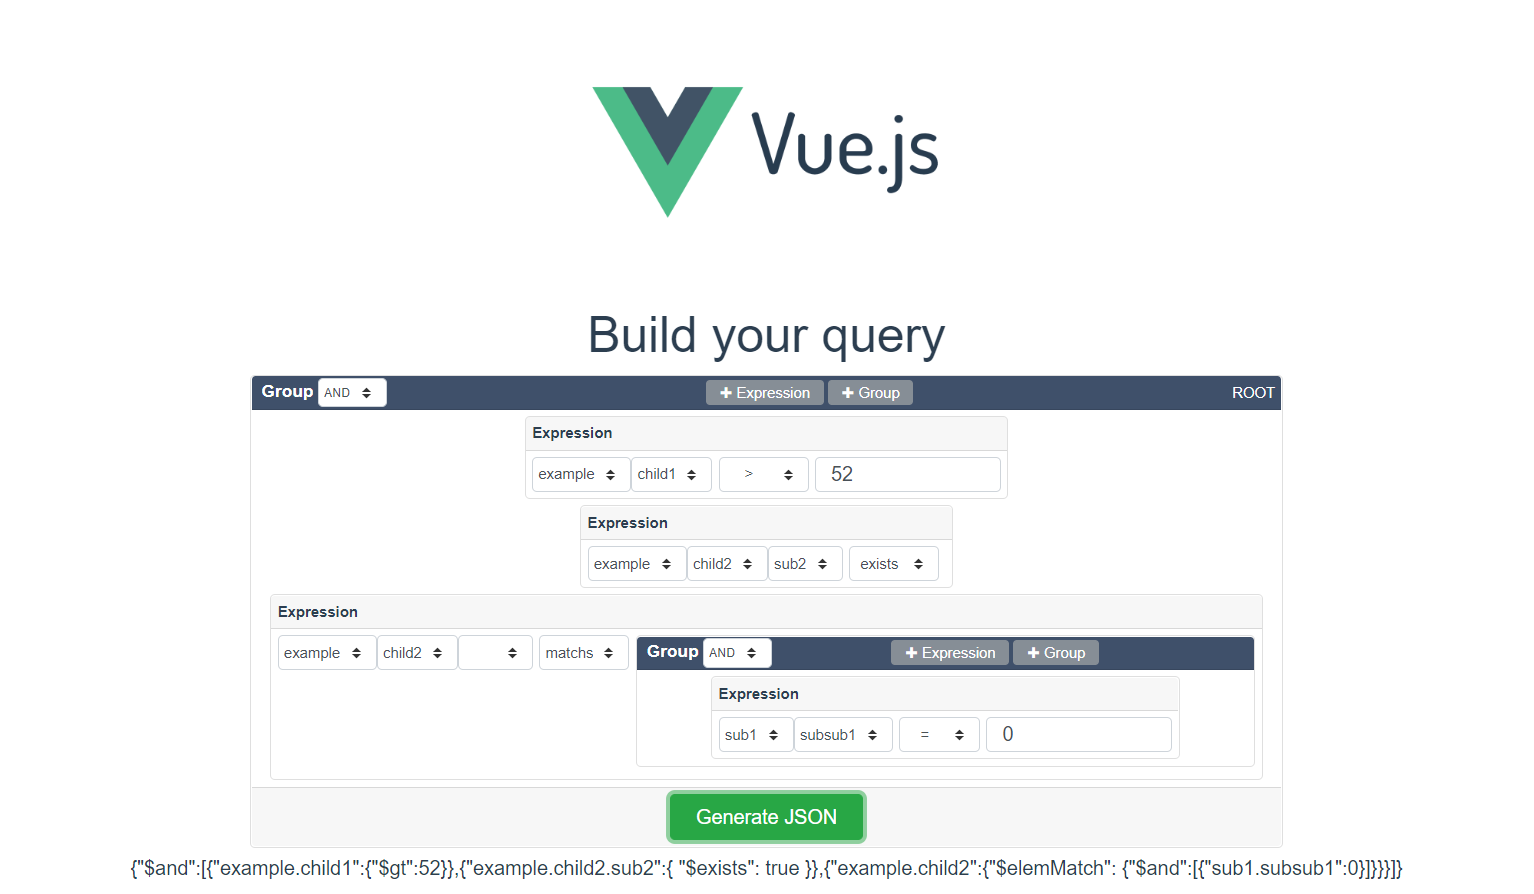 Vue.js
Build your query
Group AND + Expression + Group ROOT
Expression
example child1 > 52
Expression
example child2 sub2 exists
Expression
example child2 matchs Group AND + Expression + Group
Expression
sub1 subsub1 = 0
Generate JSON
{"$and":[{"example.child1":{"$gt":52}},{"example.child2.sub2":{ "$exists": true }},{"example.child2":{"$elemMatch": {"$and":[{"sub1.subsub1":0}]}}}]}